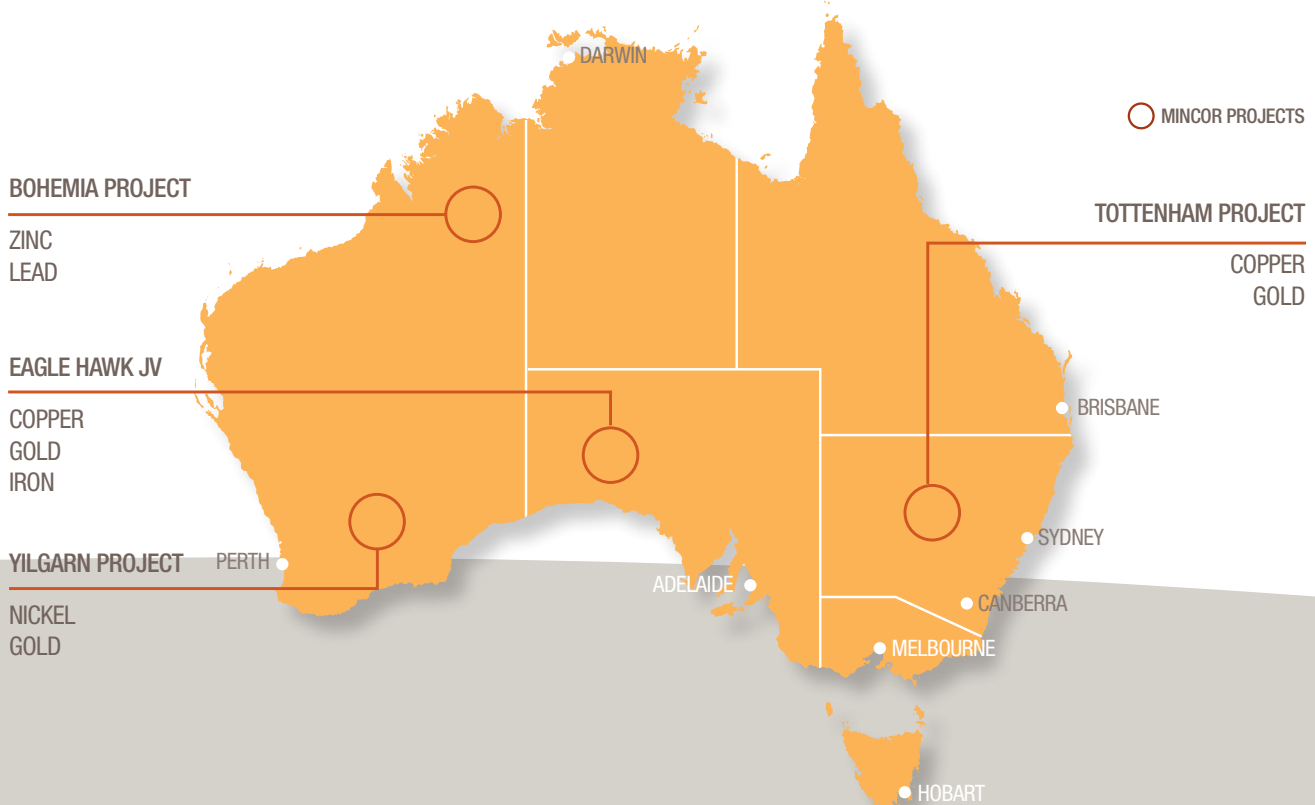 DARWIN
MINCOR PROJECTS
BOHEMIA PROJECT
ZINC
LEAD
TOTTENHAM PROJECT
COPPER
GOLD
EAGLE HAWK JV
COPPER
GOLD
IRON
BRISBANE
YILGARN PROJECT
NICKEL
GOLD
PERTH
SYDNEY
ADELAIDE
CANBERRA
MELBOURNE
HOBART